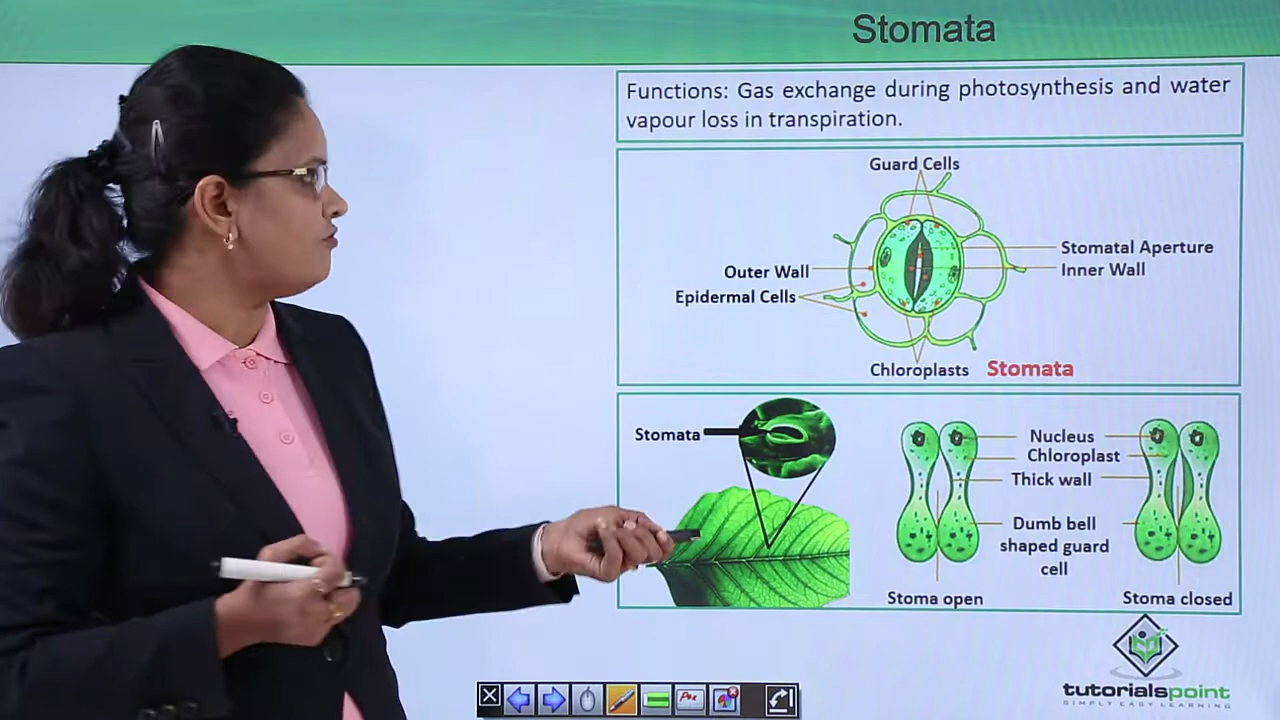 Stomata
Functions: Gas exchange during photosynthesis and water
vapour loss in transpiration.
Guard Cells
Stomatal Aperture
Outer Wall
Inner Wall
Epidermal Cells
Chloroplasts
Stomata
Stomata
Nucleus
Chloroplast
Thick wall
Dumb bell
shaped guard
cell
Stoma open
Stoma closed
tutorialspoint
SIMPLY EASY LEARNING